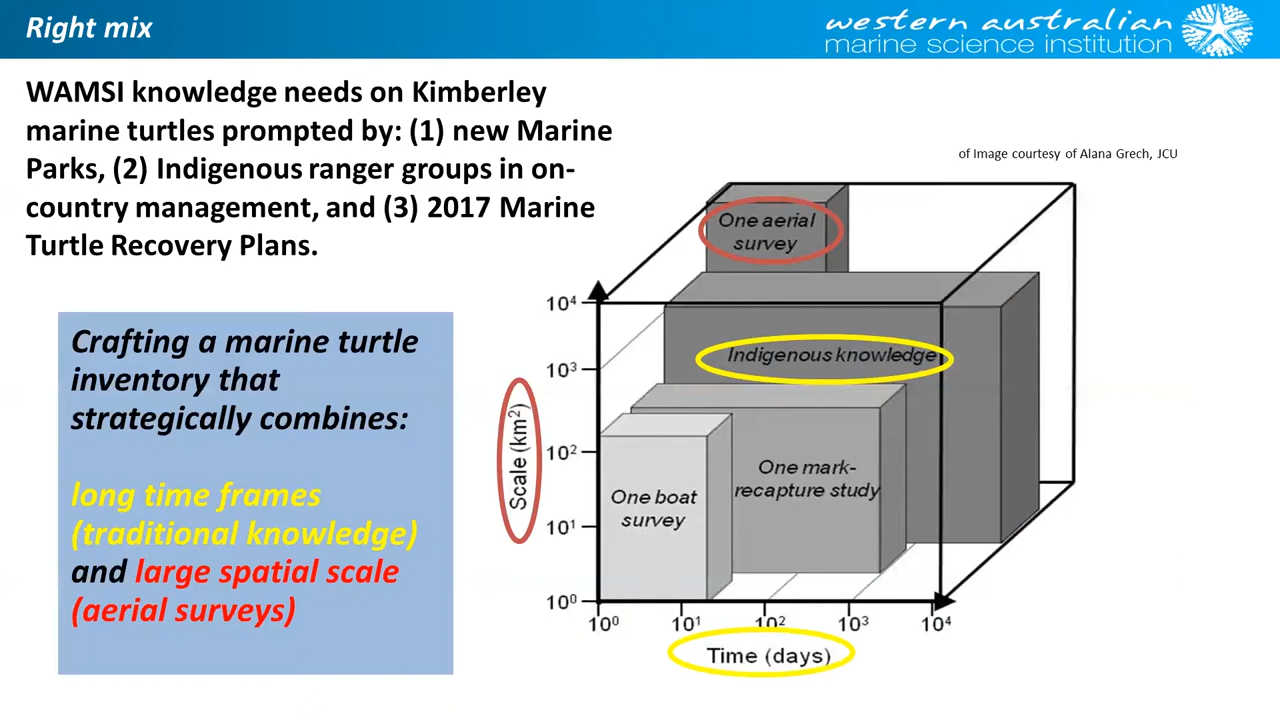 Right mix
western australian
marine science institution
WAMSI knowledge needs on Kimberley
marine turtles prompted by: (1) new Marine
Parks, (2) Indigenous ranger groups in on-
country management, and (3) 2017 Marine
Turtle Recovery Plans.
of Image courtesy of Alana Grech, JCU
Crafting a marine turtle
inventory that
strategically combines:
long time frames
(traditional knowledge)
and large spatial scale
(aerial surveys)
One aerial
survey
Indigenous knowledge
One mark-
recapture study
One boat
survey
Scale (km²)
10⁴
10³
10²
10¹
10⁰
10⁰ 10¹ 10² 10³ 10⁴
Time (days)